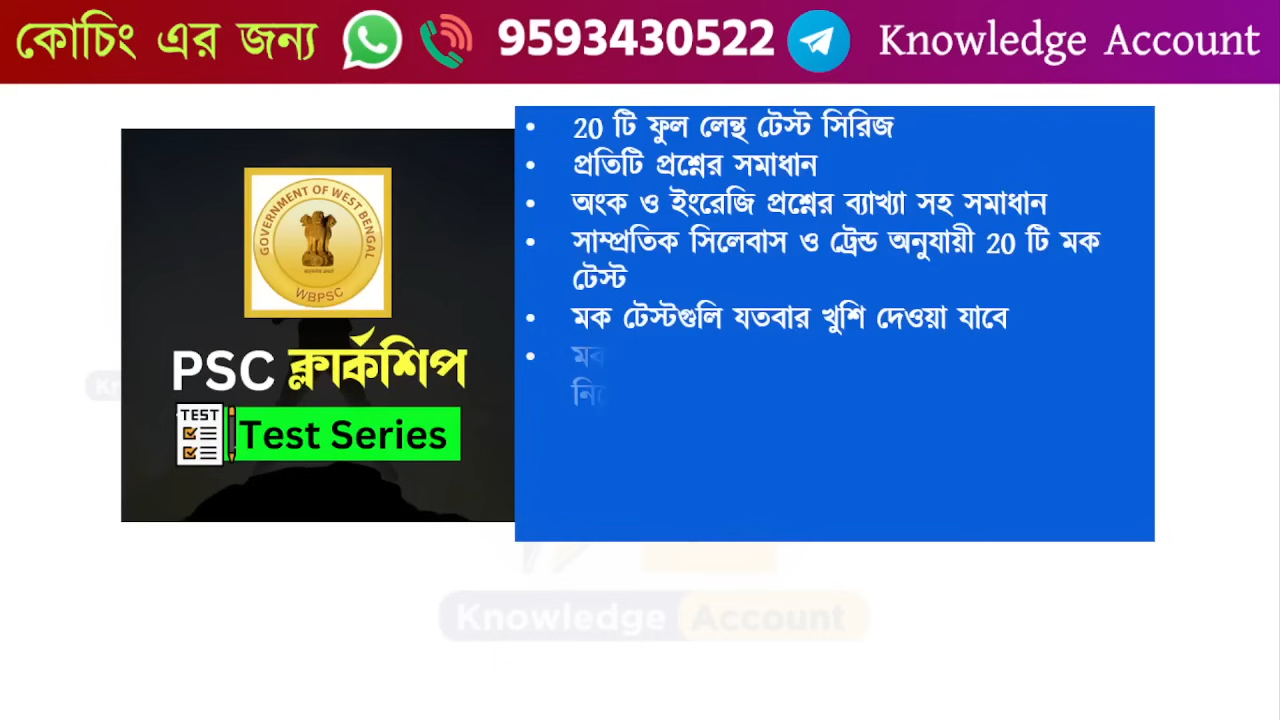 কোচিং এর জন্য 9593430522 Knowledge Account
GOVERNMENT OF WEST BENGAL
WBPSC
PSC ক্লার্কশিপ
TEST
Test Series
• 20 টি ফুল লেন্থ টেস্ট সিরিজ
• প্রতিটি প্রশ্নের সমাধান
• অংক ও ইংরেজি প্রশ্নের ব্যাখ্যা সহ সমাধান
• সাম্প্রতিক সিলেবাস ও ট্রেন্ড অনুযায়ী 20 টি মক
টেস্ট
• মক টেস্টগুলি যতবার খুশি দেওয়া যাবে
• মক
Knowledge Account